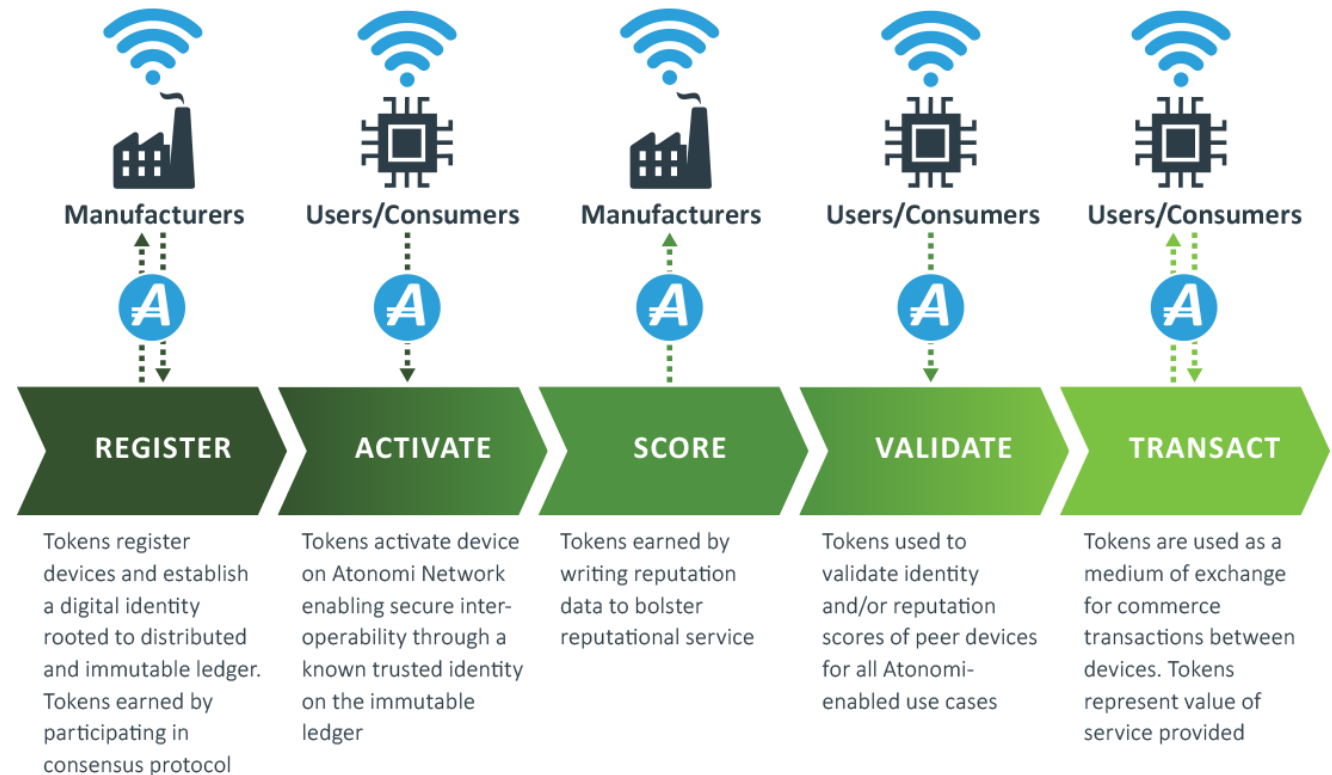 Manufacturers
Users/Consumers
Manufacturers
Users/Consumers
Users/Consumers
REGISTER
ACTIVATE
SCORE
VALIDATE
TRANSACT
Tokens register
devices and establish
a digital identity
rooted to distributed
and immutable ledger.
Tokens earned by
participating in
consensus protocol
Tokens activate device
on Atonomi Network
enabling secure inter-
operability through a
known trusted identity
on the immutable
ledger
Tokens earned by
writing reputation
data to bolster
reputational service
Tokens used to
validate identity
and/or reputation
scores of peer devices
for all Atonomi-
enabled use cases
Tokens are used as a
medium of exchange
for commerce
transactions between
devices. Tokens
represent value of
service provided